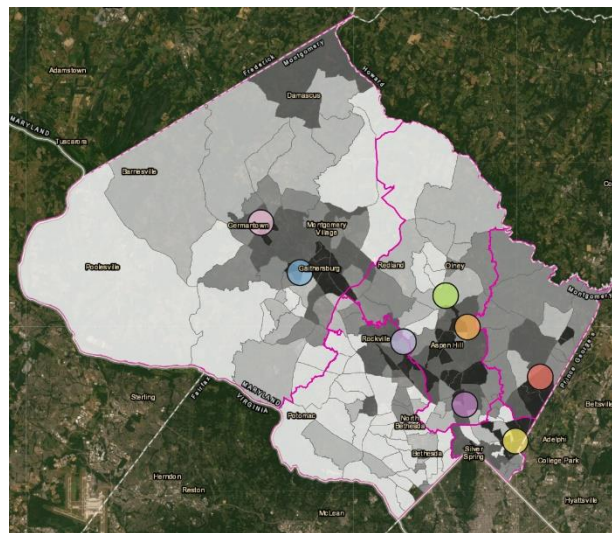 Adamstown
Frederick
Montgomery
Howard
Damascus
MARYLAND
Tuscarora
Barnesville
Germantown
Montgomery
Village
Poolesville
Gaithersburg
Redland
Olney
Montgomery
Prince George's
Rockville
Aspen Hill
Fairfax
MARYLAND
VIRGINIA
Sterling
Potomac
North
Bethesda
Bethesda
Silver
Spring
Adelphi
College Park
Beltsville
Herndon
Reston
McLean
Hyattsville